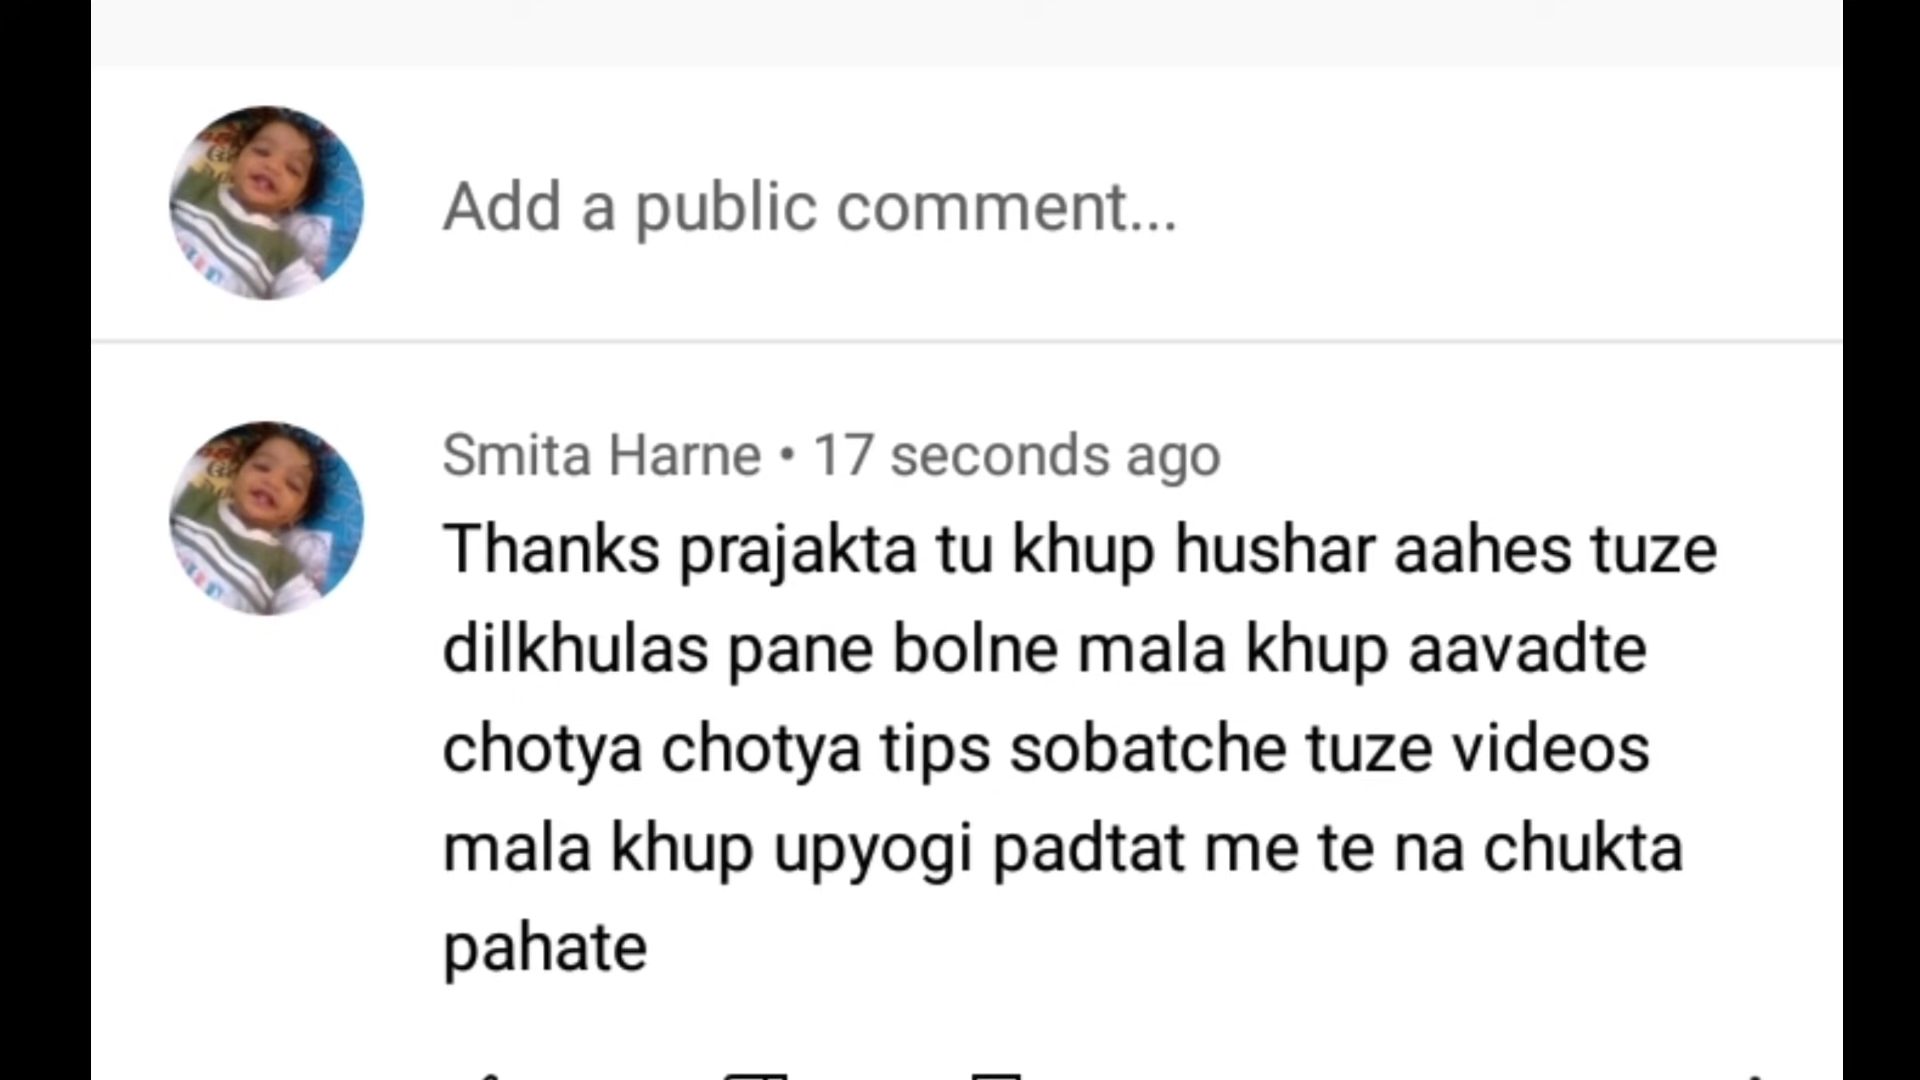 Add a public comment...
Smita Harne • 17 seconds ago
Thanks prajakta tu khup hushar aahes tuze
dilkhulas pane bolne mala khup aavadte
chotya chotya tips sobatche tuze videos
mala khup upyogi padtat me te na chukta
pahate